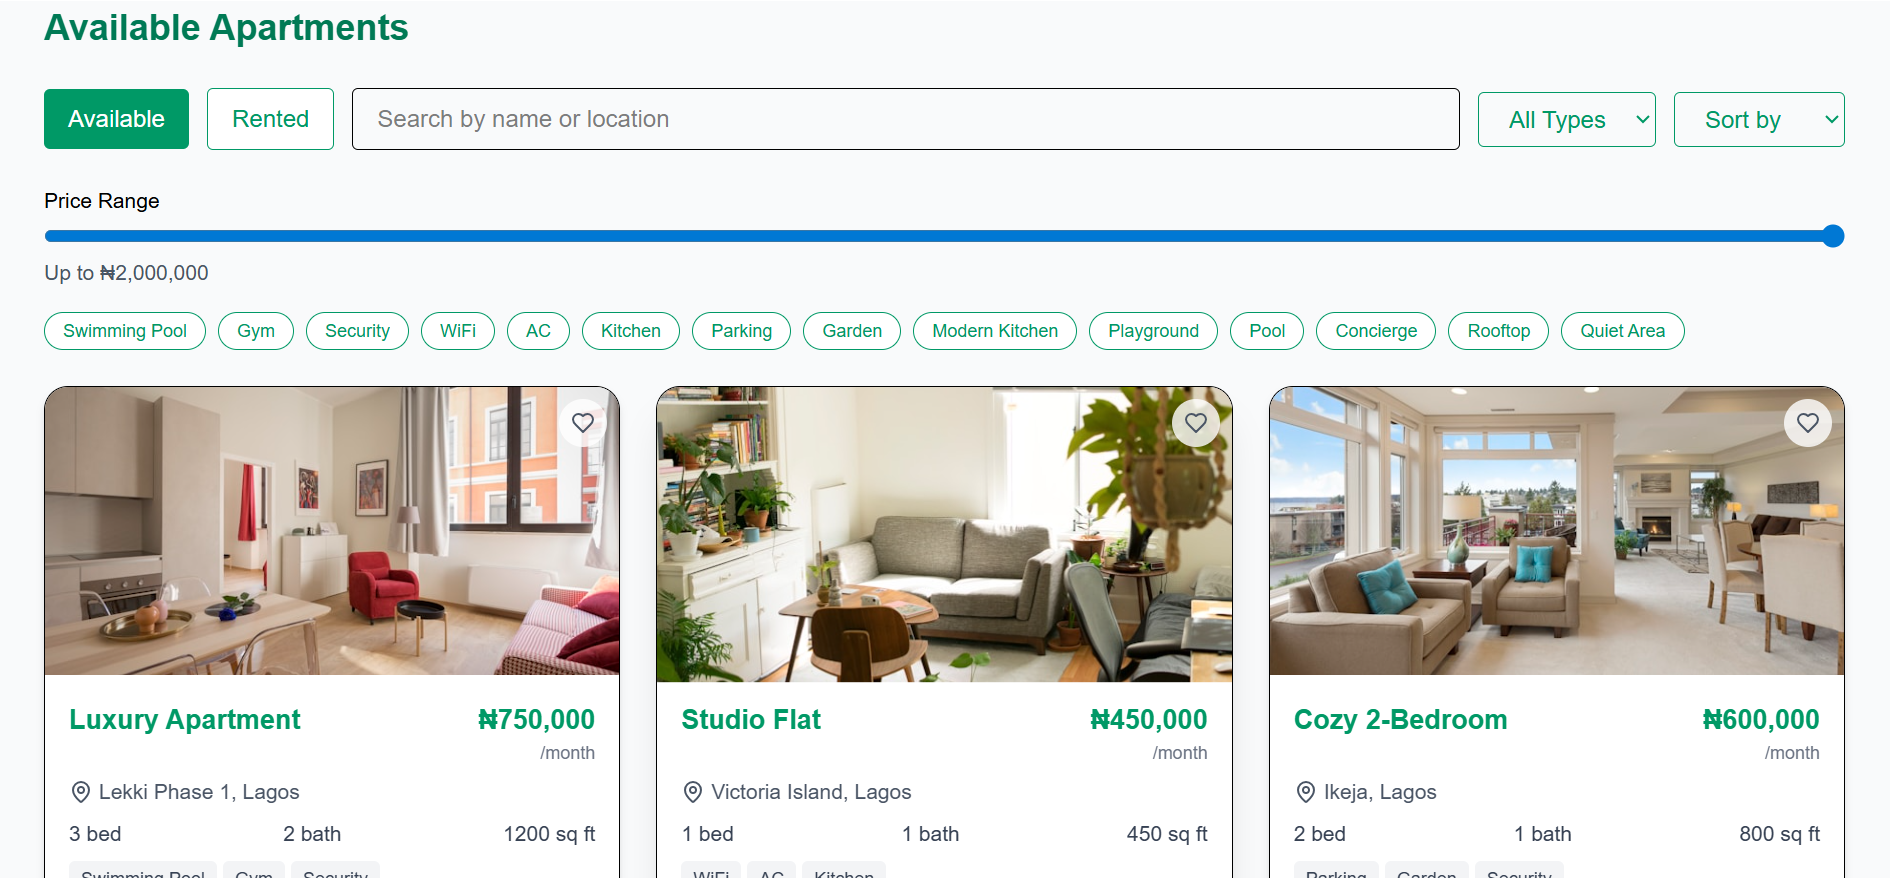 Available Apartments
Available Rented Search by name or location All Types Sort by
Price Range
Up to ₦2,000,000
Swimming Pool Gym Security WiFi AC Kitchen Parking Garden Modern Kitchen Playground Pool Concierge Rooftop Quiet Area
Luxury Apartment ₦750,000
/month
Lekki Phase 1, Lagos
3 bed 2 bath 1200 sq ft
Swimming Pool Gym Security
Studio Flat ₦450,000
/month
Victoria Island, Lagos
1 bed 1 bath 450 sq ft
WiFi AC Kitchen
Cozy 2-Bedroom ₦600,000
/month
Ikeja, Lagos
2 bed 1 bath 800 sq ft
Parking Garden Security